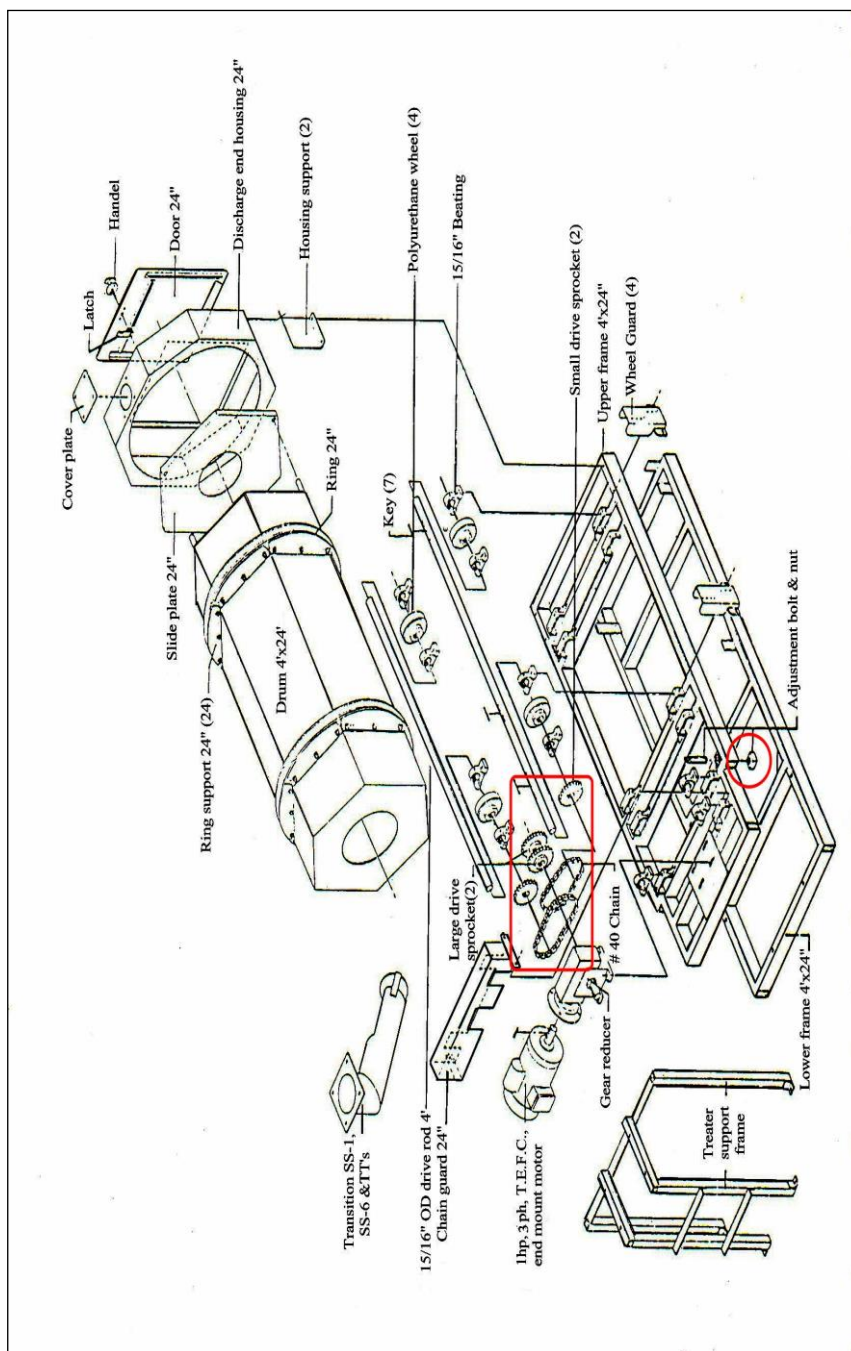 Cover plate
Latch
Handel
Door 24"
Discharge end housing 24"
Housing support (2)
Slide plate 24"
Ring 24"
Ring support 24" (24)
Drum 4'x24'
Key (7)
Polyurethane wheel (4)
15/16" Beating
Small drive sprocket (2)
Upper frame 4'x24"
Wheel Guard (4)
Transition SS-1,
SS-6 &TT's
15/16" OD drive rod 4'
Chain guard 24"
Large drive
sprocket(2)
# 40 Chain
1hp, 3 ph, T.E.F.C.,
end mount motor
Gear reducer
Adjustment bolt & nut
Lower frame 4'x24"
Treater
support
frame